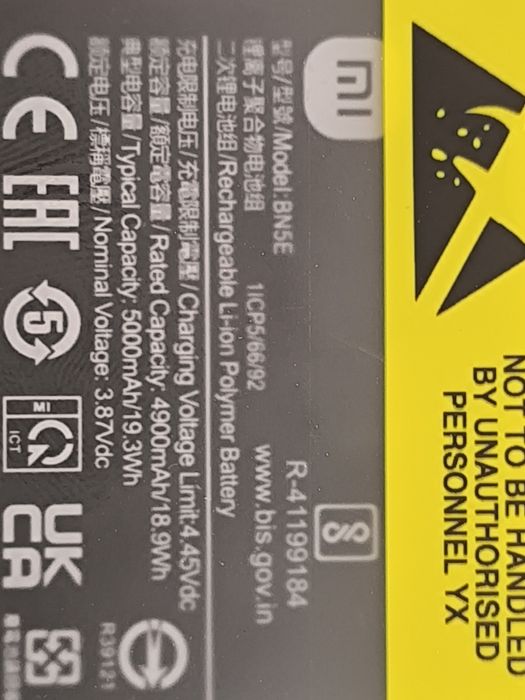 MI
型号/型號/Model:BN5E
R-41199184
锂离子聚合物电池组 1ICP5/66/92 www.bis.gov.in
二次锂电池组/Rechargeable Li-ion Polymer Battery
充电限制电压/充電限制電壓/Charging Voltage Limit:4.45Vdc
额定容量/額定電容量/Rated Capacity: 4900mAh/18.9Wh
典型电容量/Typical Capacity: 5000mAh/19.3Wh
额定电压/標稱電壓/Nominal Voltage: 3.87Vdc
R39121
CE EAC 5 MI ICT UK CA
NOT TO BE HANDLED
BY UNAUTHORISED
PERSONNEL YX